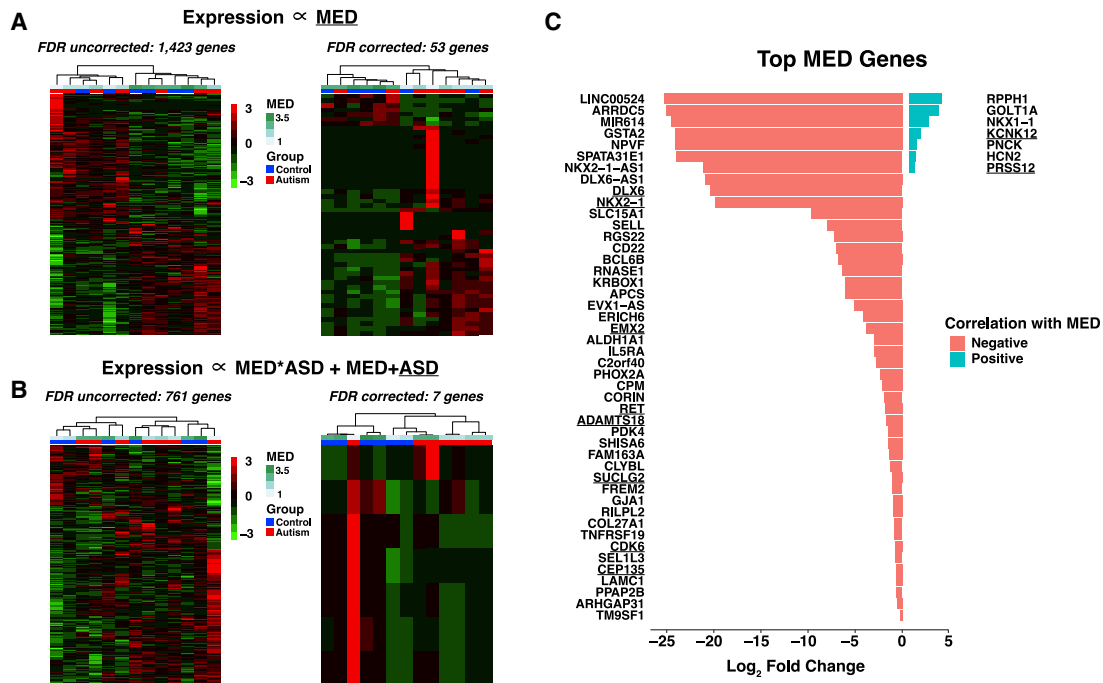 A
Expression ∝ MED
FDR uncorrected: 1,423 genes
FDR corrected: 53 genes
3
0
−3
MED
3.5
1
Group
Control
Autism
B
Expression ∝ MED*ASD + MED+ASD
FDR uncorrected: 761 genes
FDR corrected: 7 genes
3
0
−3
MED
3.5
1
Group
Control
Autism
C
Top MED Genes
LINC00524
ARRDC5
MIR614
GSTA2
NPVF
SPATA31E1
NKX2−1−AS1
DLX6−AS1
DLX6
NKX2−1
SLC15A1
SELL
RGS22
CD22
BCL6B
RNASE1
KRBOX1
APCS
EVX1−AS
ERICH6
EMX2
ALDH1A1
IL5RA
C2orf40
PHOX2A
CPM
CORIN
RET
ADAMTS18
PDK4
SHISA6
FAM163A
CLYBL
SUCLG2
FREM2
GJA1
RILPL2
COL27A1
TNFRSF19
CDK6
SEL1L3
CEP135
LAMC1
PPAP2B
ARHGAP31
TM9SF1
RPPH1
GOLT1A
NKX1−1
KCNK12
PNCK
HCN2
PRSS12
Correlation with MED
Negative
Positive
−25 −20 −15 −10 −5 0 5
Log2 Fold Change